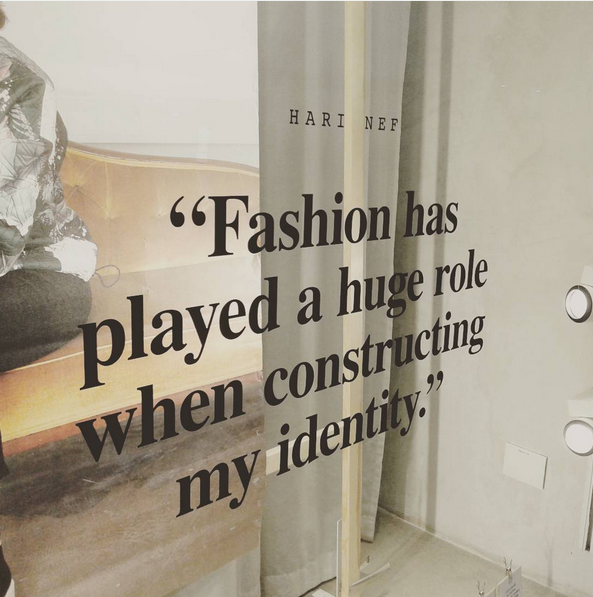 HARI NEF
“Fashion has
played a huge role
when constructing
my identity.”